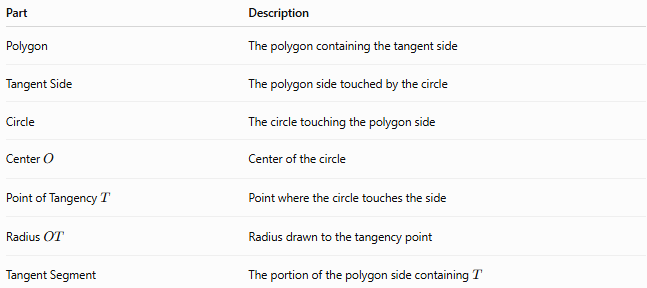 Part Description
Polygon The polygon containing the tangent side
Tangent Side The polygon side touched by the circle
Circle The circle touching the polygon side
Center O Center of the circle
Point of Tangency T Point where the circle touches the side
Radius OT Radius drawn to the tangency point
Tangent Segment The portion of the polygon side containing T